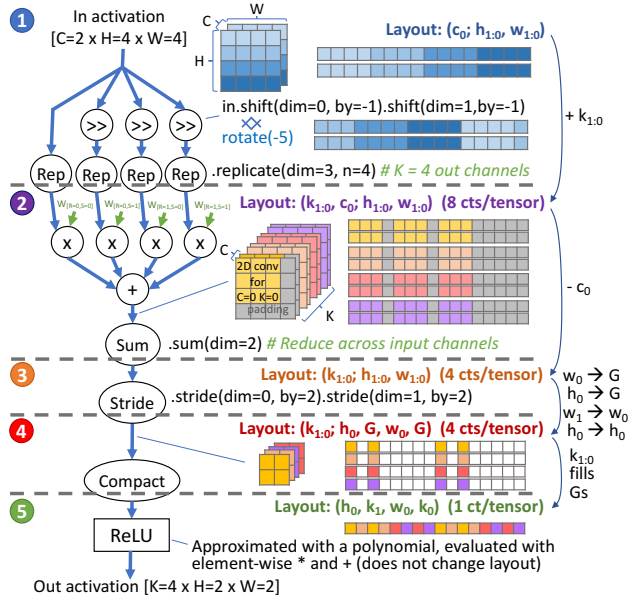 1
In activation
[C=2 x H=4 x W=4]
W
C
H
Layout: (c0; h1:0, w1:0)
>>
>>
>>
in.shift(dim=0, by=-1).shift(dim=1,by=-1)
rotate(-5)
+ k1:0
Rep
Rep
Rep
Rep
.replicate(dim=3, n=4) # K = 4 out channels
2
W[R=0,S=0]
W[R=0,S=1]
W[R=1,S=0]
W[R=1,S=1]
Layout: (k1:0, c0; h1:0, w1:0) (8 cts/tensor)
x
x
x
x
+
C
2D conv
for
C=0 K=0
padding
K
- c0
Sum
.sum(dim=2) # Reduce across input channels
3
Layout: (k1:0; h1:0, w1:0) (4 cts/tensor)
Stride
.stride(dim=0, by=2).stride(dim=1, by=2)
w0 → G
h0 → G
w1 → w0
h0 → h0
4
Layout: (k1:0; h0, G, w0, G) (4 cts/tensor)
Compact
k1:0
fills
Gs
5
Layout: (h0, k1, w0, k0) (1 ct/tensor)
ReLU
Approximated with a polynomial, evaluated with
element-wise * and + (does not change layout)
Out activation [K=4 x H=2 x W=2]